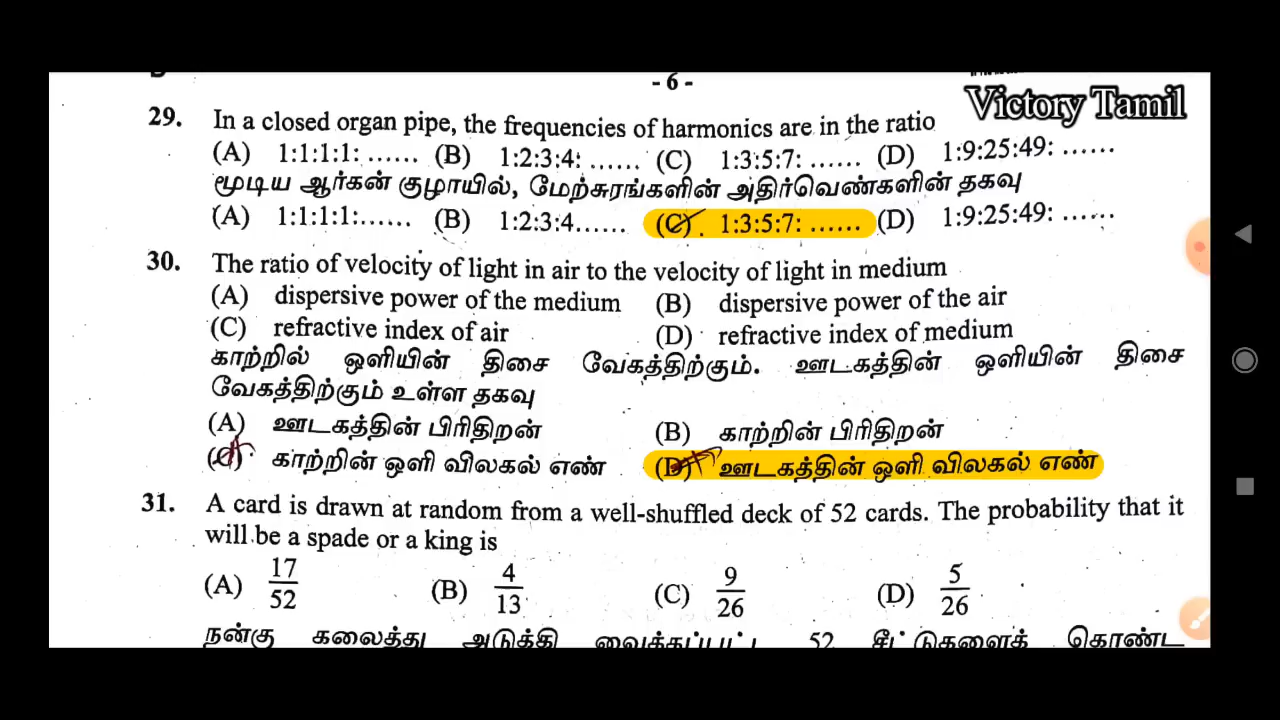 - 6 -
Victory Tamil
29. In a closed organ pipe, the frequencies of harmonics are in the ratio
(A) 1:1:1:1: ...... (B) 1:2:3:4: ...... (C) 1:3:5:7: ...... (D) 1:9:25:49: ......
மூடிய ஆர்கன் குழாயில், மேற்சுரங்களின் அதிர்வெண்களின் தகவு
(A) 1:1:1:1:...... (B) 1:2:3:4...... (C) 1:3:5:7: ...... (D) 1:9:25:49: ......
30. The ratio of velocity of light in air to the velocity of light in medium
(A) dispersive power of the medium (B) dispersive power of the air
(C) refractive index of air (D) refractive index of medium
காற்றில் ஒளியின் திசை வேகத்திற்கும். ஊடகத்தின் ஒளியின் திசை
வேகத்திற்கும் உள்ள தகவு
(A) ஊடகத்தின் பிரிதிறன் (B) காற்றின் பிரிதிறன்
(C) காற்றின் ஒளி விலகல் எண் (D) ஊடகத்தின் ஒளி விலகல் எண்
31. A card is drawn at random from a well-shuffled deck of 52 cards. The probability that it
will be a spade or a king is
(A) 17/52 (B) 4/13 (C) 9/26 (D) 5/26
நன்கு கலைத்து அடுத்தி வைக்கப்பட்ட 52 சீட்டுகளைக் கொண்ட